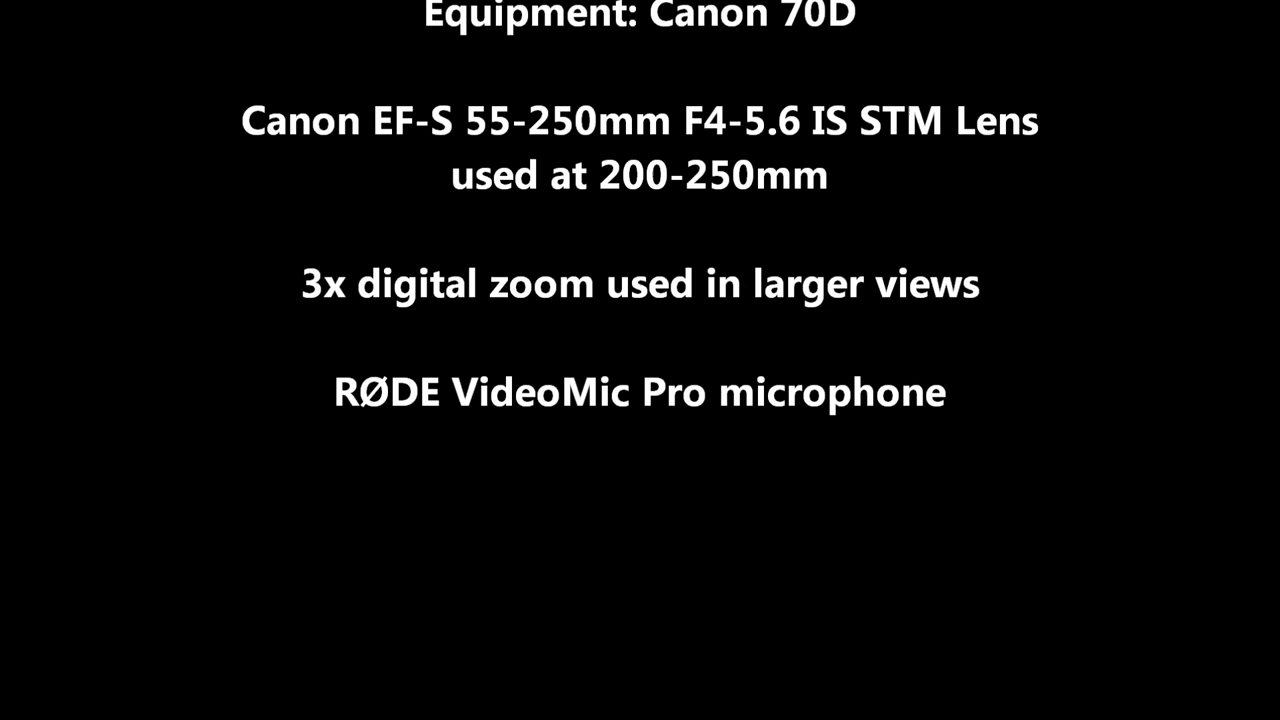 Equipment: Canon 70D
Canon EF-S 55-250mm F4-5.6 IS STM Lens
used at 200-250mm
3x digital zoom used in larger views
RØDE VideoMic Pro microphone